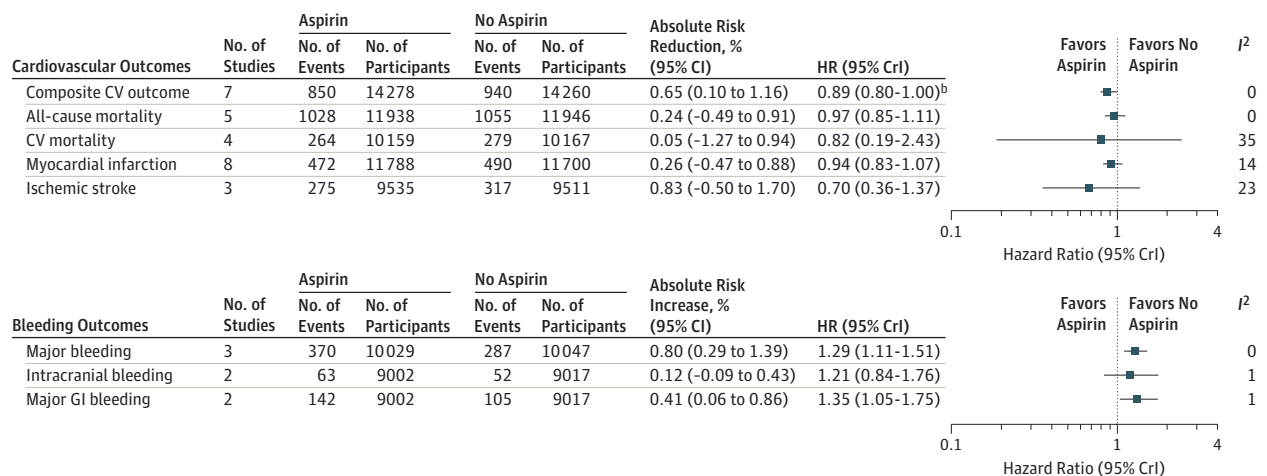 Aspirin No Aspirin Absolute Risk
Reduction, %
(95% CI) Favors
Aspirin Favors No
Aspirin
Cardiovascular Outcomes No. of
Studies No. of
Events No. of
Participants No. of
Events No. of
Participants HR (95% CrI) I²
Composite CV outcome 7 850 14278 940 14260 0.65 (0.10 to 1.16) 0.89 (0.80-1.00)b 0
All-cause mortality 5 1028 11938 1055 11946 0.24 (-0.49 to 0.91) 0.97 (0.85-1.11) 0
CV mortality 4 264 10159 279 10167 0.05 (-1.27 to 0.94) 0.82 (0.19-2.43) 35
Myocardial infarction 8 472 11788 490 11700 0.26 (-0.47 to 0.88) 0.94 (0.83-1.07) 14
Ischemic stroke 3 275 9535 317 9511 0.83 (-0.50 to 1.70) 0.70 (0.36-1.37) 23
0.1 1 4
Hazard Ratio (95% CrI)
Aspirin No Aspirin Absolute Risk
Increase, %
(95% CI) Favors
Aspirin Favors No
Aspirin
Bleeding Outcomes No. of
Studies No. of
Events No. of
Participants No. of
Events No. of
Participants HR (95% CrI) I²
Major bleeding 3 370 10029 287 10047 0.80 (0.29 to 1.39) 1.29 (1.11-1.51) 0
Intracranial bleeding 2 63 9002 52 9017 0.12 (-0.09 to 0.43) 1.21 (0.84-1.76) 1
Major GI bleeding 2 142 9002 105 9017 0.41 (0.06 to 0.86) 1.35 (1.05-1.75) 1
0.1 1 4
Hazard Ratio (95% CrI)